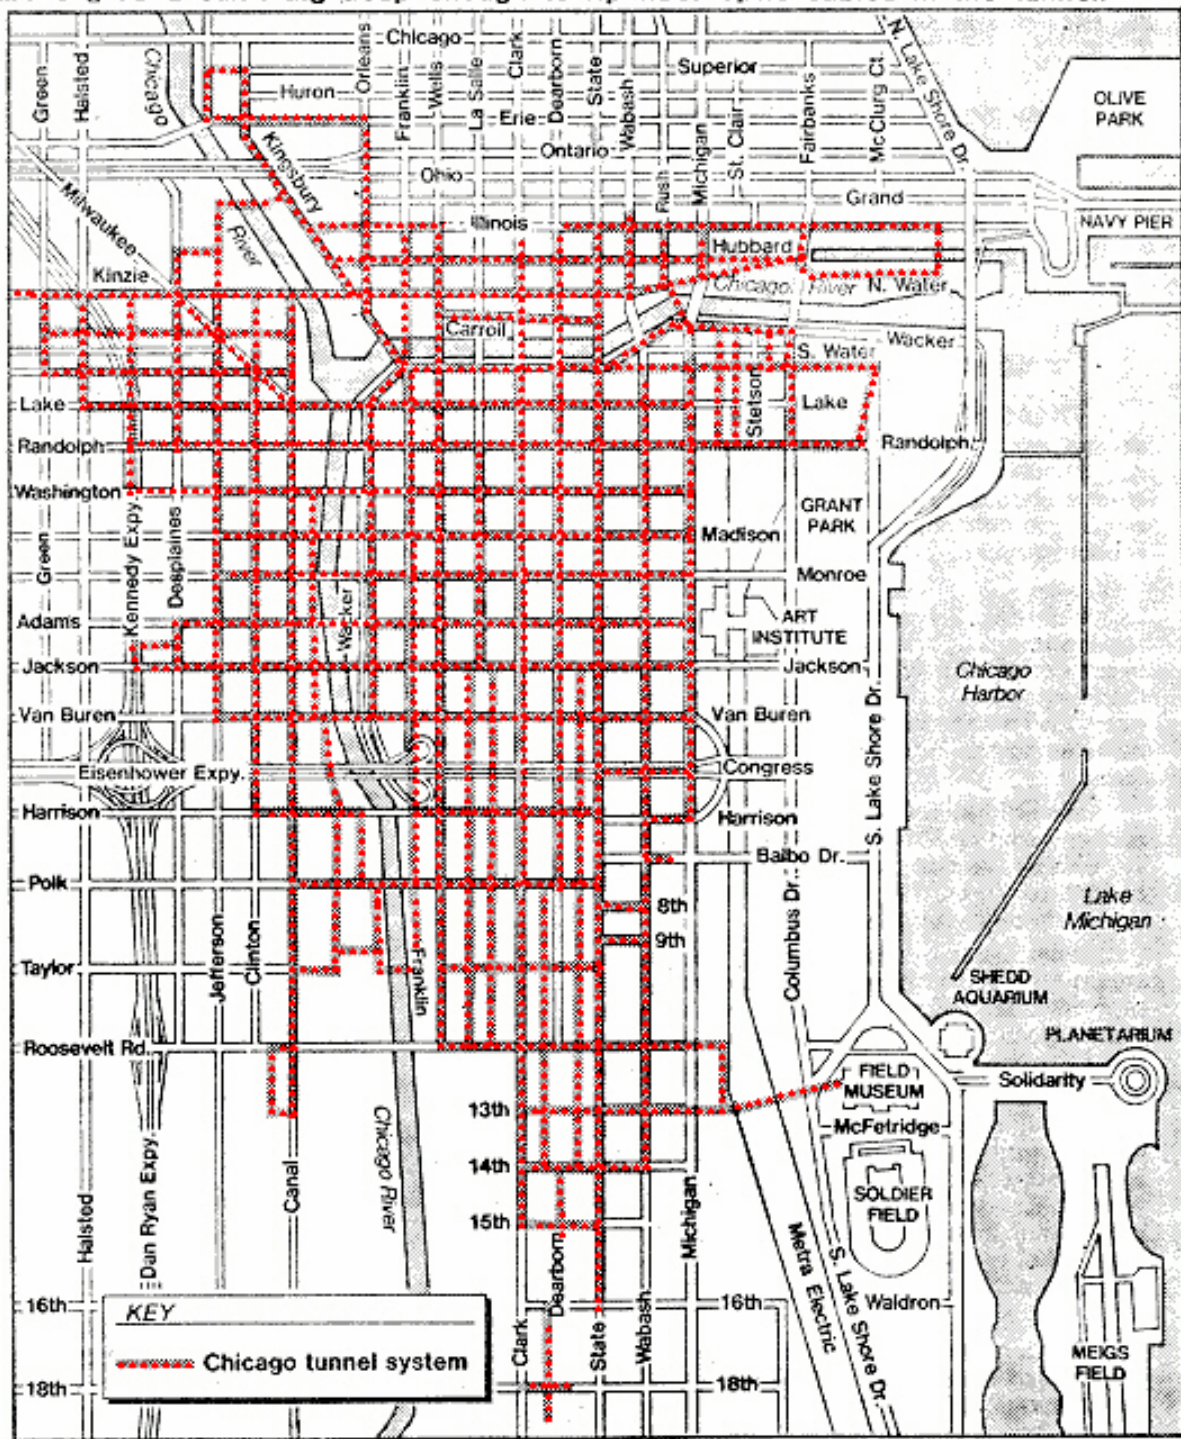 Chicago
Superior
Huron
Erie
Ontario
Ohio
Grand
Illinois
Hubbard
Kinzie
N. Water
Carroll
Wacker
S. Water
Lake
Lake
Randolph
Randolph
Washington
Madison
Monroe
Adams
Jackson
Jackson
Van Buren
Van Buren
Eisenhower Expy.
Congress
Harrison
Harrison
Balbo Dr.
Polk
8th
9th
Taylor
Roosevelt Rd.
13th
14th
15th
16th
16th
18th
18th
Green
Halsted
Chicago
River
Milwaukee
Kingsbury
Orleans
Franklin
Wells
La Salle
Clark
Dearborn
State
Wabash
Rush
Michigan
St. Clair
Fairbanks
McClurg Ct.
N. Lake Shore Dr.
OLIVE
PARK
NAVY PIER
Chicago River
Stetson
Green
Kennedy Expy
Desplaines
Wacker
GRANT
PARK
ART
INSTITUTE
S. Lake Shore Dr.
Chicago
Harbor
Lake
Michigan
Jefferson
Clinton
Franklin
Columbus Dr.
SHEDD
AQUARIUM
PLANETARIUM
FIELD
MUSEUM
Solidarity
McFetridge
SOLDIER
FIELD
Waldron
MEIGS
FIELD
Halsted
Dan Ryan Expy.
Canal
Chicago River
Clark
Dearborn
State
Wabash
Michigan
Metra Electric
S. Lake Shore Dr.
KEY
Chicago tunnel system